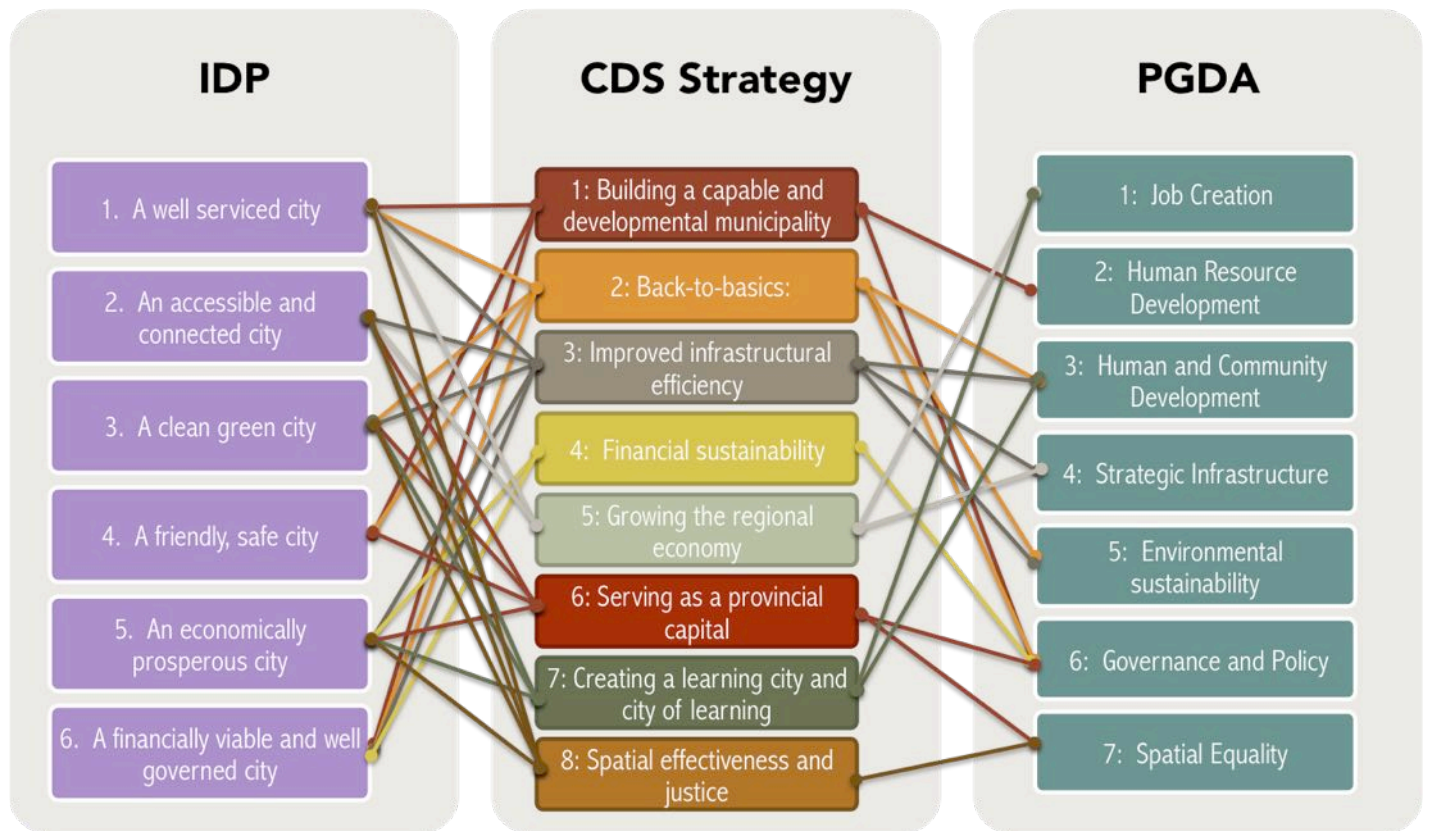 IDP
1. A well serviced city
2. An accessible and
connected city
3. A clean green city
4. A friendly, safe city
5. An economically
prosperous city
6. A financially viable and well
governed city
CDS Strategy
1: Building a capable and
developmental municipality
2: Back-to-basics:
3: Improved infrastructural
efficiency
4: Financial sustainability
5: Growing the regional
economy
6: Serving as a provincial
capital
7: Creating a learning city and
city of learning
8: Spatial effectiveness and
justice
PGDA
1: Job Creation
2: Human Resource
Development
3: Human and Community
Development
4: Strategic Infrastructure
5: Environmental
sustainability
6: Governance and Policy
7: Spatial Equality